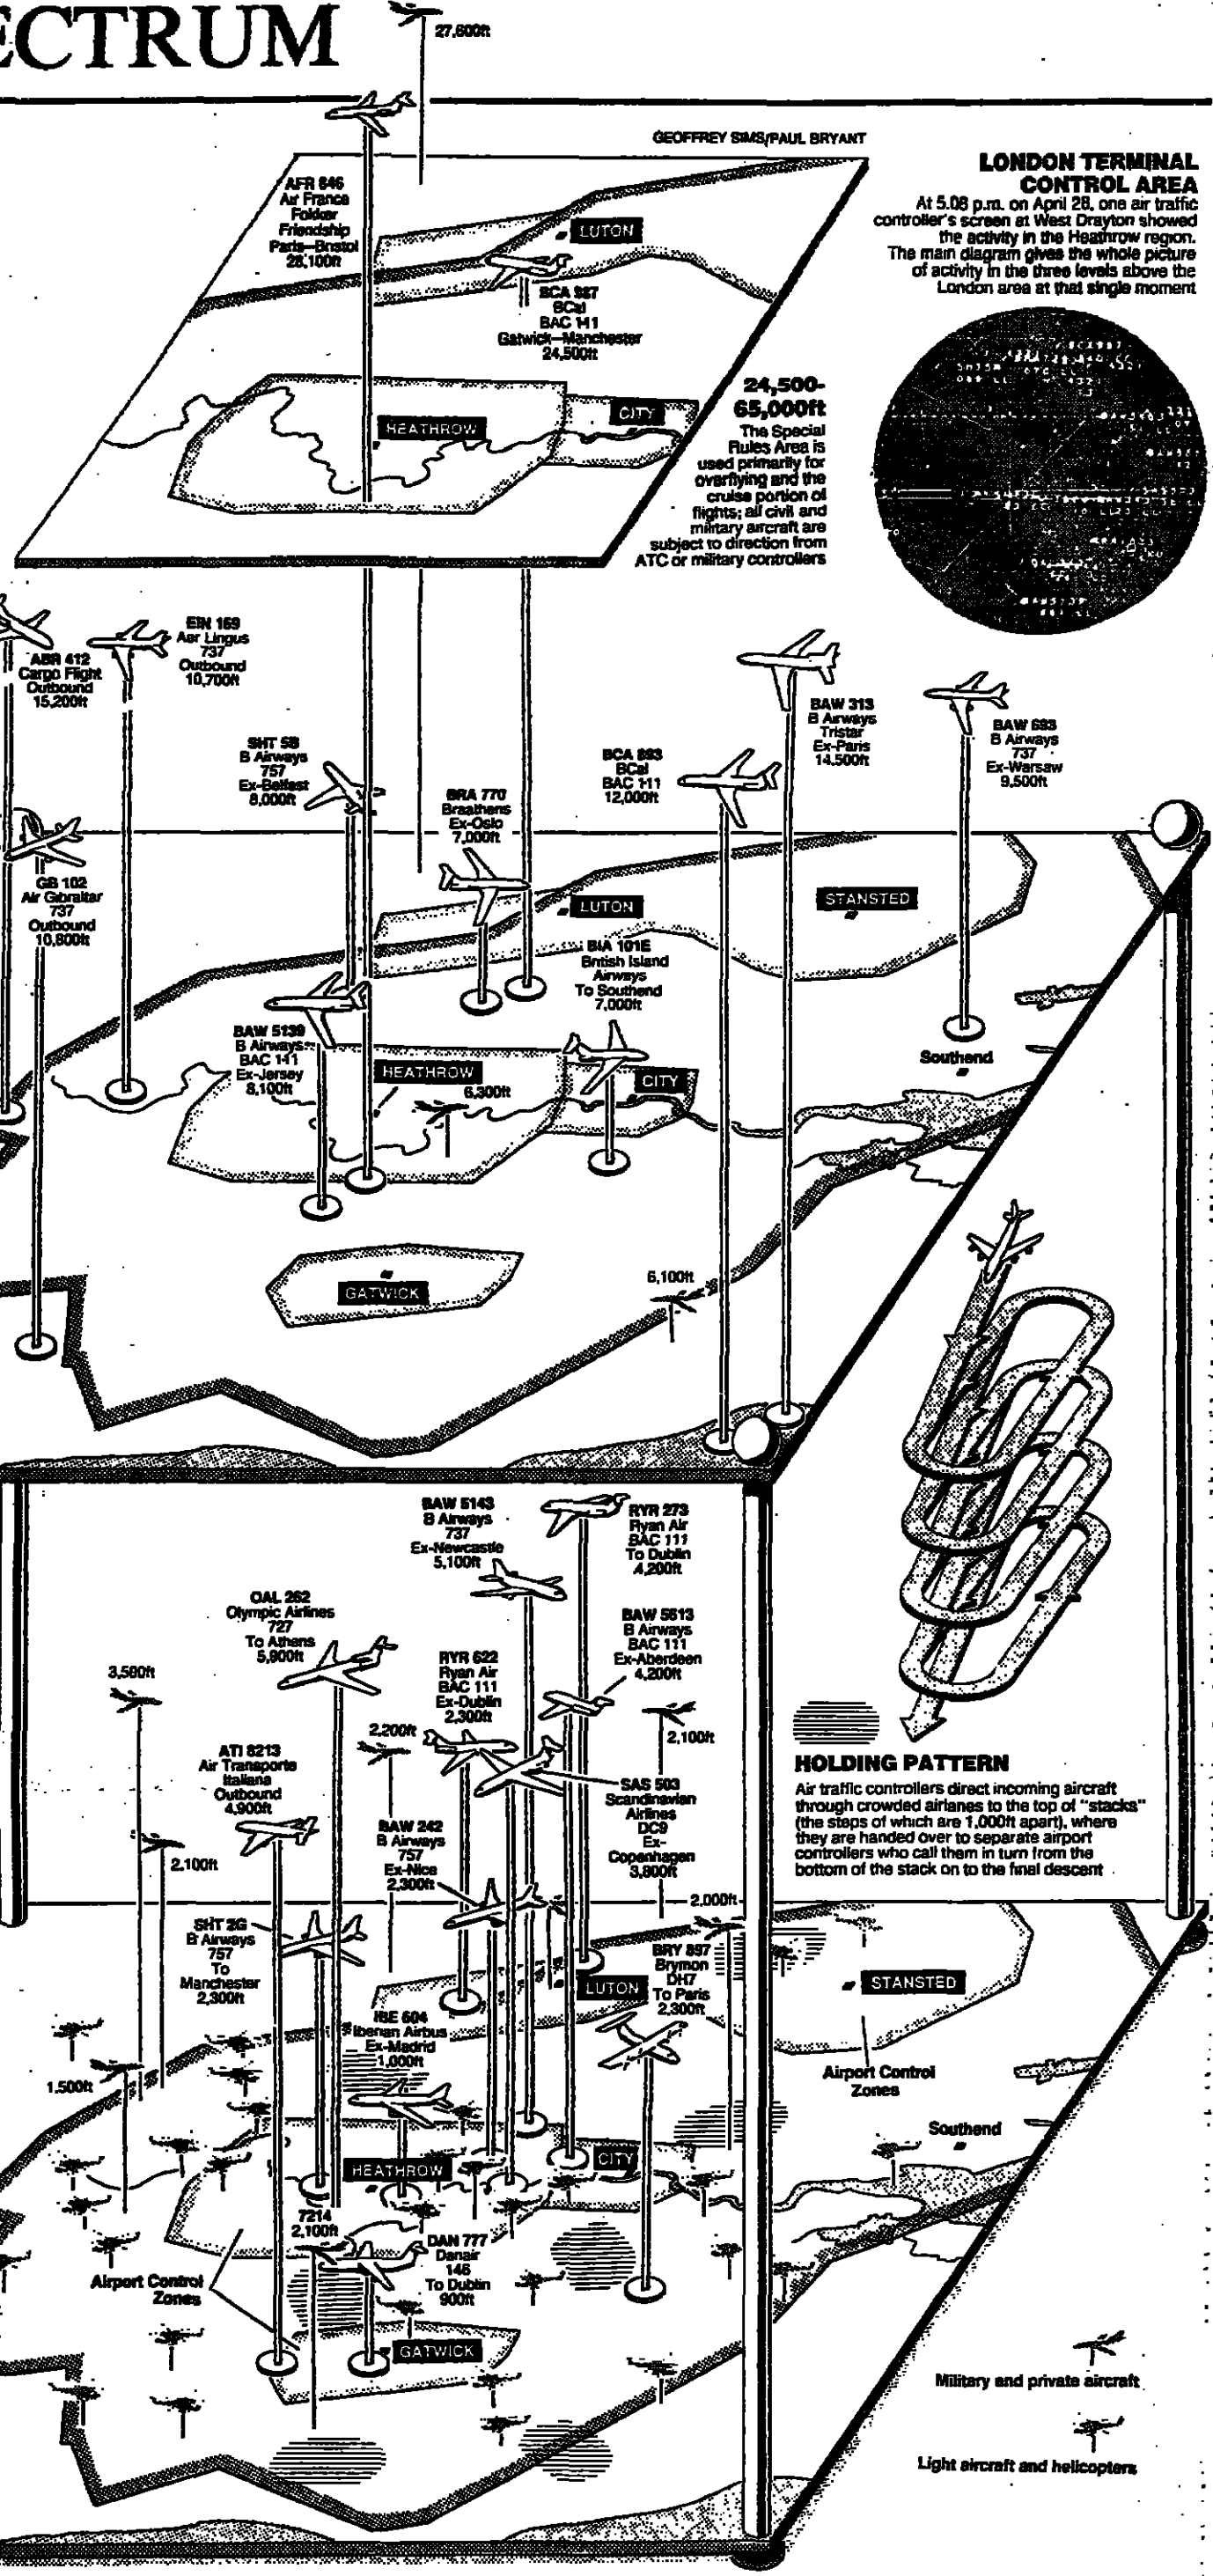 ECTRUM
27,600ft
GEOFFREY SIMS/PAUL BRYANT
LONDON TERMINAL
CONTROL AREA
At 5.08 p.m. on April 28, one air traffic
controller's screen at West Drayton showed
the activity in the Heathrow region.
The main diagram gives the whole picture
of activity in the three levels above the
London area at that single moment
AFR 646
Air France
Fokker
Friendship
Paris–Bristol
28,100ft
LUTON
BCA 987
BCal
BAC 1-11
Gatwick–Manchester
24,500ft
HEATHROW
CITY
24,500-
65,000ft
The Special
Rules Area is
used primarily for
overflying and the
cruise portion of
flights; all civil and
military aircraft are
subject to direction from
ATC or military controllers
ABR 412
Cargo Flight
Outbound
15,200ft
EIN 169
Aer Lingus
737
Outbound
10,700ft
SHT 5B
B Airways
757
Ex-Belfast
8,000ft
BRA 770
Braathens
Ex-Oslo
7,000ft
BCA 893
BCal
BAC 1-11
12,000ft
BAW 313
B Airways
Tristar
Ex-Paris
14,500ft
BAW 693
B Airways
737
Ex-Warsaw
9,500ft
GB 102
Air Gibraltar
737
Outbound
10,800ft
LUTON
STANSTED
BIA 101E
British Island
Airways
To Southend
7,000ft
BAW 5139
B Airways
BAC 1-11
Ex-Jersey
8,100ft
HEATHROW
6,300ft
CITY
Southend
GATWICK
6,100ft
BAW 5143
B Airways
737
Ex-Newcastle
5,100ft
RYR 273
Ryan Air
BAC 111
To Dublin
4,200ft
OAL 262
Olympic Airlines
727
To Athens
5,900ft
RYR 622
Ryan Air
BAC 111
Ex-Dublin
2,300ft
BAW 5613
B Airways
BAC 111
Ex-Aberdeen
4,200ft
3,500ft
2,200ft
2,100ft
ATI 8213
Air Transporte
Italiana
Outbound
4,900ft
SAS 503
Scandinavian
Airlines
DC9
Ex-
Copenhagen
3,800ft
BAW 242
B Airways
757
Ex-Nice
2,300ft
2,100ft
HOLDING PATTERN
Air traffic controllers direct incoming aircraft
through crowded airlanes to the top of "stacks"
(the steps of which are 1,000ft apart), where
they are handed over to separate airport
controllers who call them in turn from the
bottom of the stack on to the final descent
2,000ft
SHT 2G
B Airways
757
To
Manchester
2,300ft
BRY 897
Brymon
DH7
To Paris
2,300ft
LUTON
STANSTED
IBE 604
Iberian Airbus
Ex-Madrid
1,000ft
1,500ft
Airport Control
Zones
Southend
CITY
HEATHROW
7214
2,100ft
DAN 777
Danair
146
To Dublin
900ft
Airport Control
Zones
GATWICK
Military and private aircraft
Light aircraft and helicopters